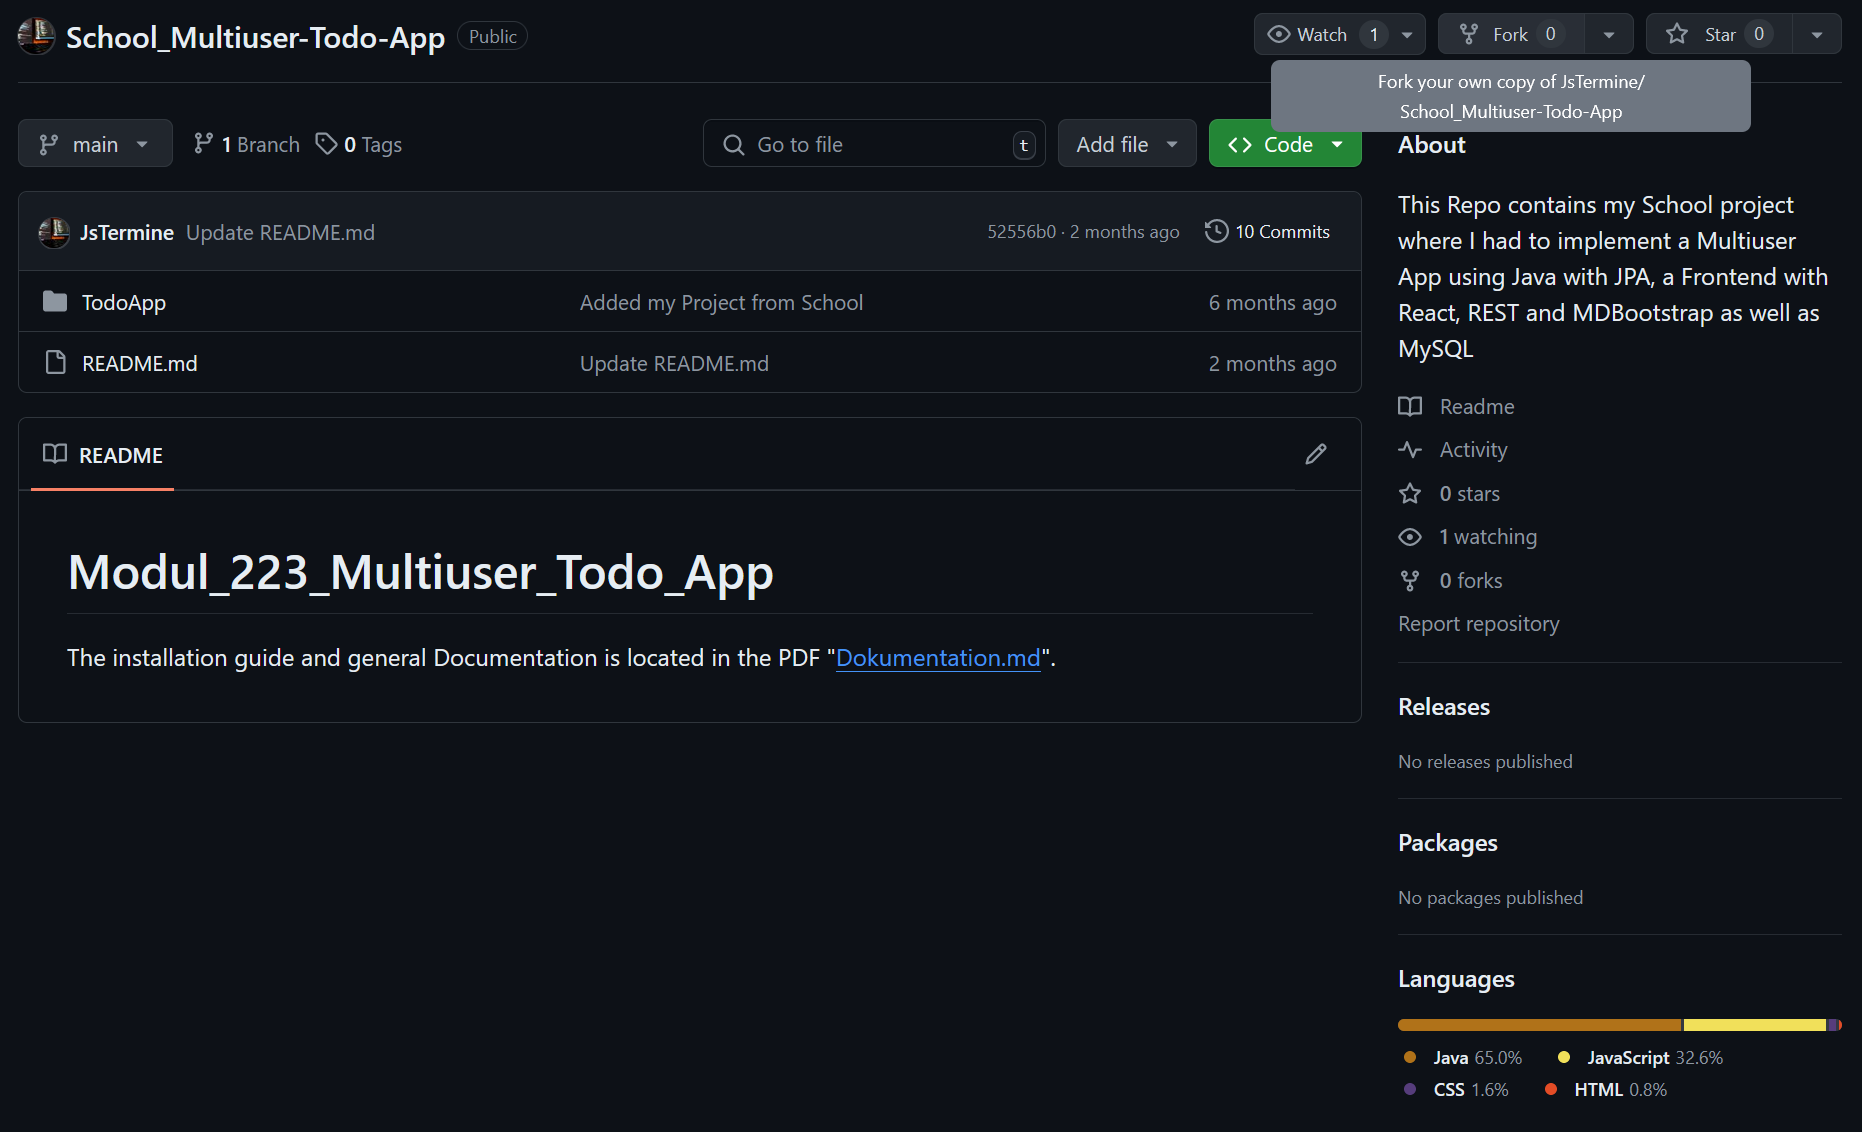 School_Multiuser-Todo-App Public
Watch 1 Fork 0 Star 0
Fork your own copy of JsTermine/
School_Multiuser-Todo-App
main 1 Branch 0 Tags Go to file t Add file Code
JsTermine Update README.md 52556b0 · 2 months ago 10 Commits
TodoApp Added my Project from School 6 months ago
README.md Update README.md 2 months ago
README
Modul_223_Multiuser_Todo_App
The installation guide and general Documentation is located in the PDF "Dokumentation.md".
About
This Repo contains my School project
where I had to implement a Multiuser
App using Java with JPA, a Frontend with
React, REST and MDBootstrap as well as
MySQL
Readme
Activity
0 stars
1 watching
0 forks
Report repository
Releases
No releases published
Packages
No packages published
Languages
Java 65.0% JavaScript 32.6%
CSS 1.6% HTML 0.8%